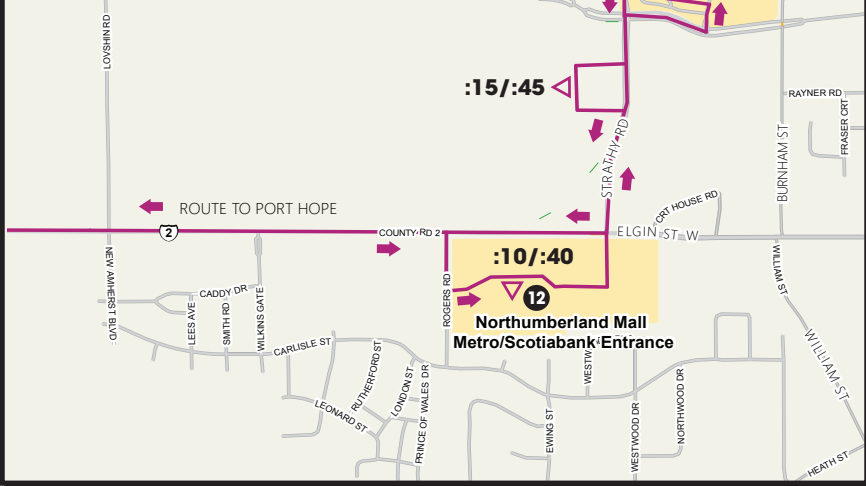 LOVSHIN RD
:15/:45
STRATHY RD
RAYNER RD
FRASER CRT
BURNHAM ST
CRT HOUSE RD
ROUTE TO PORT HOPE
2
COUNTY RD 2
ELGIN ST W
:10/:40
12
Northumberland Mall
Metro/Scotiabank Entrance
NEW AMHERST BLVD
CADDY DR
LEES AVE
SMITH RD
WILKINS GATE
ROGERS RD
CARLISLE ST
RUTHERFORD ST
LONDON ST
LEONARD ST
PRINCE OF WALES DR
EWING ST
WESTW
WESTWOOD DR
NORTHWOOD DR
WILLIAM ST
WILLIAM ST
HEATH ST